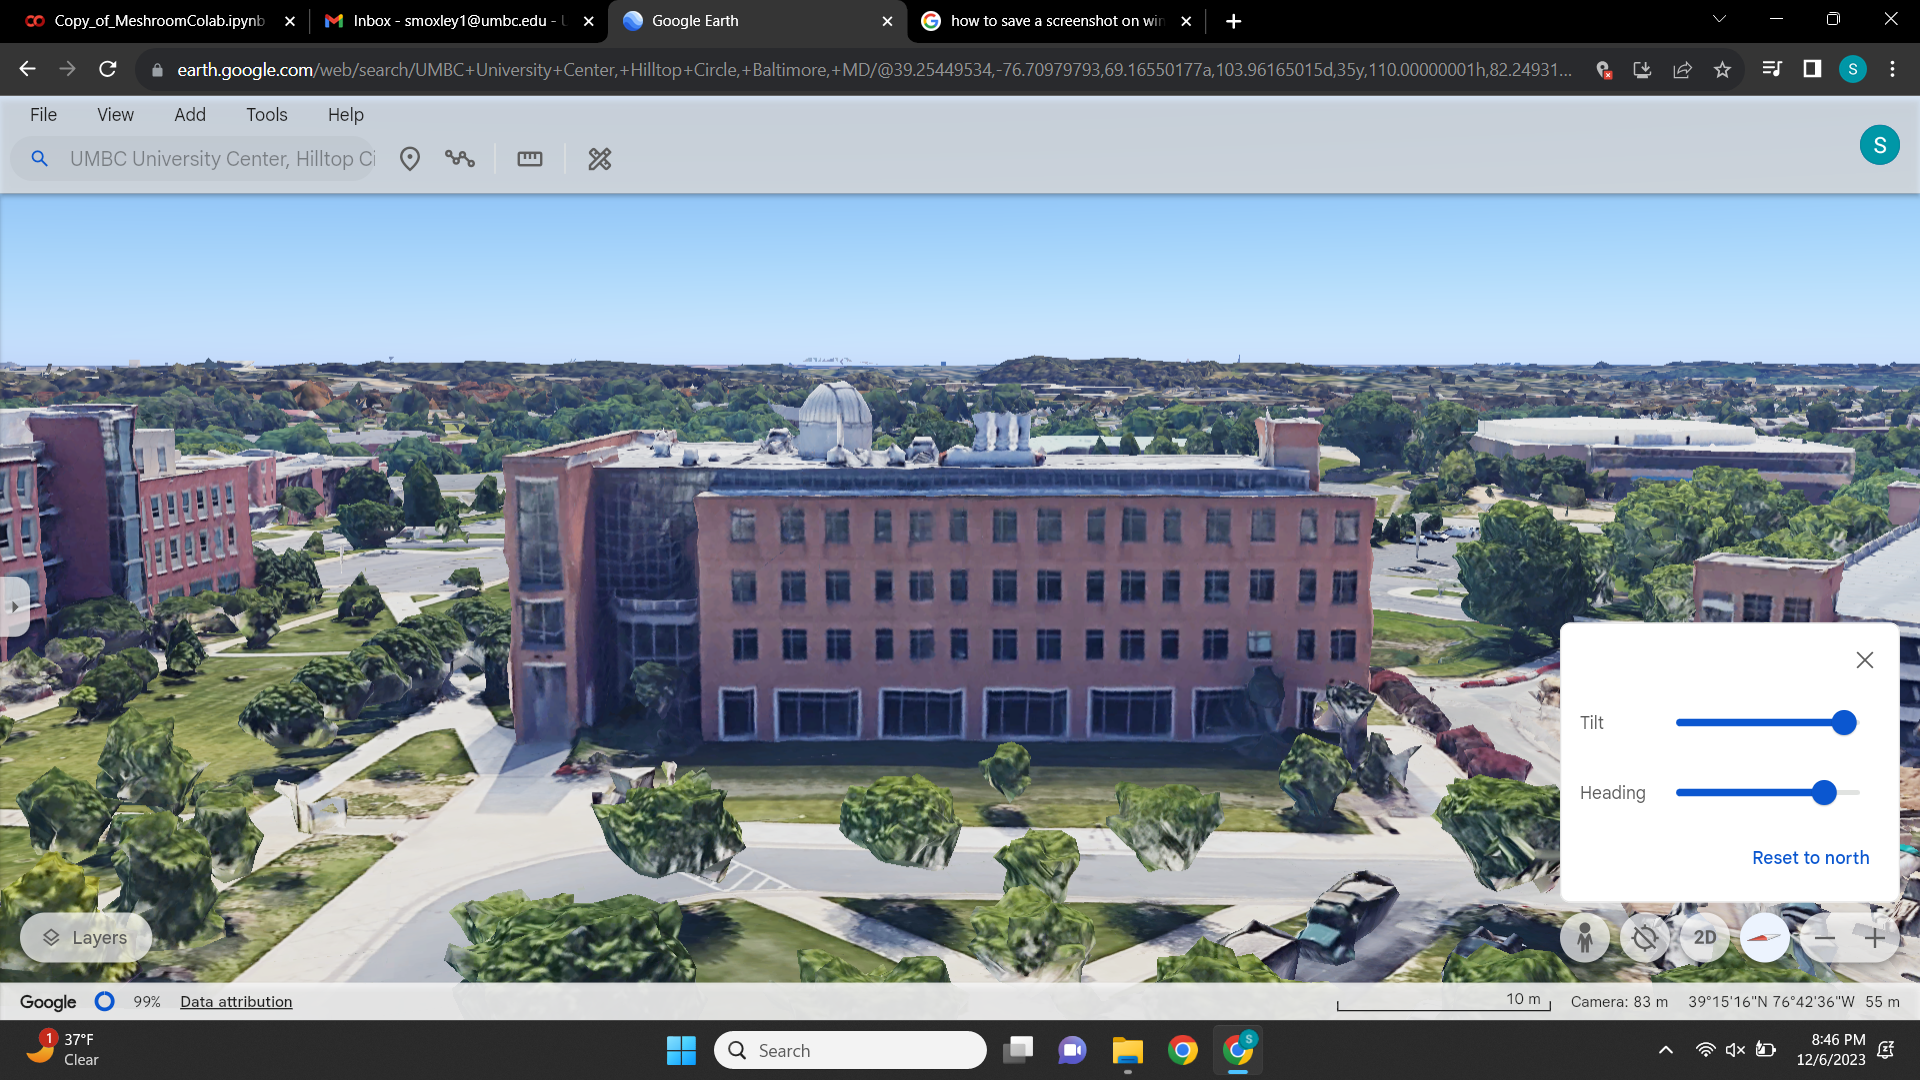 Copy_of_MeshroomColab.ipynb
Inbox - smoxley1@umbc.edu - U
Google Earth
how to save a screenshot on win
earth.google.com/web/search/UMBC+University+Center,+Hilltop+Circle,+Baltimore,+MD/@39.25449534,-76.70979793,69.16550177a,103.96165015d,35y,110.00000001h,82.24931...
S
File View Add Tools Help
UMBC University Center, Hilltop Ci
S
Tilt
Heading
Reset to north
Layers
2D
Google 99% Data attribution
10 m
Camera: 83 m 39°15'16"N 76°42'36"W 55 m
1
37°F
Clear
Search
S
8:46 PM
12/6/2023